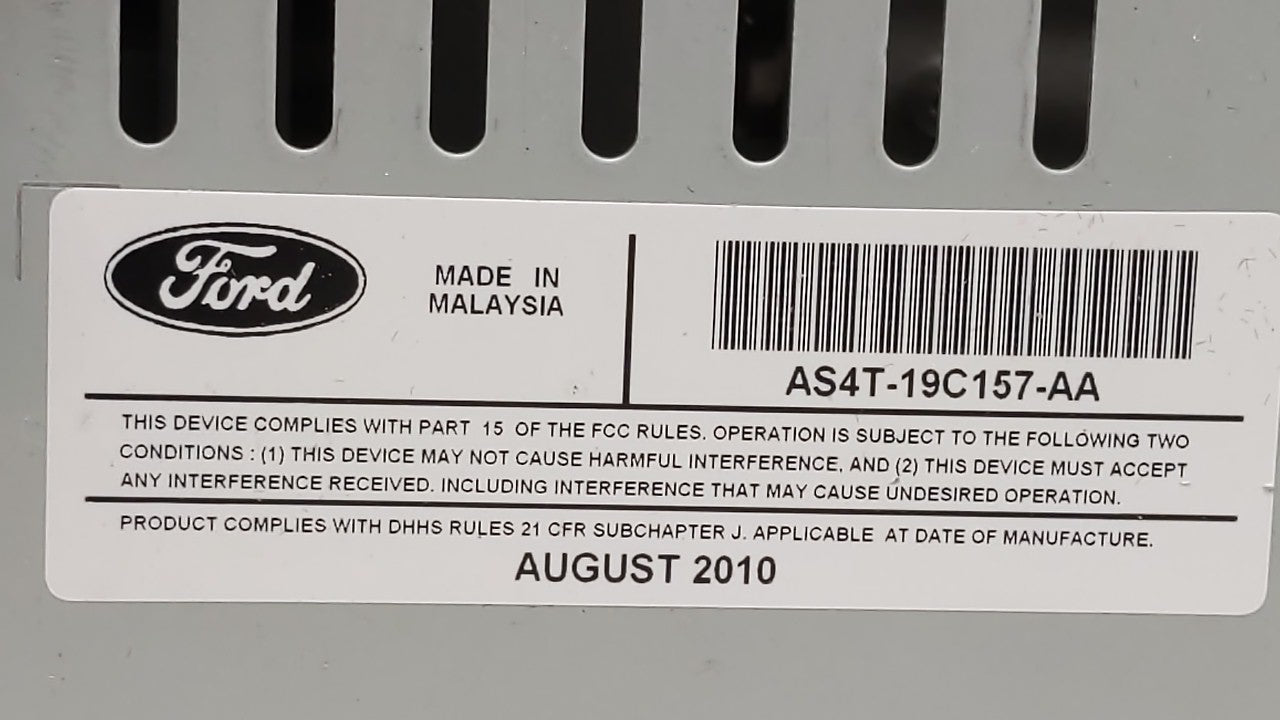 Ford
MADE IN
MALAYSIA
AS4T-19C157-AA
THIS DEVICE COMPLIES WITH PART 15 OF THE FCC RULES. OPERATION IS SUBJECT TO THE FOLLOWING TWO
CONDITIONS : (1) THIS DEVICE MAY NOT CAUSE HARMFUL INTERFERENCE, AND (2) THIS DEVICE MUST ACCEPT
ANY INTERFERENCE RECEIVED. INCLUDING INTERFERENCE THAT MAY CAUSE UNDESIRED OPERATION.
PRODUCT COMPLIES WITH DHHS RULES 21 CFR SUBCHAPTER J. APPLICABLE AT DATE OF MANUFACTURE.
AUGUST 2010